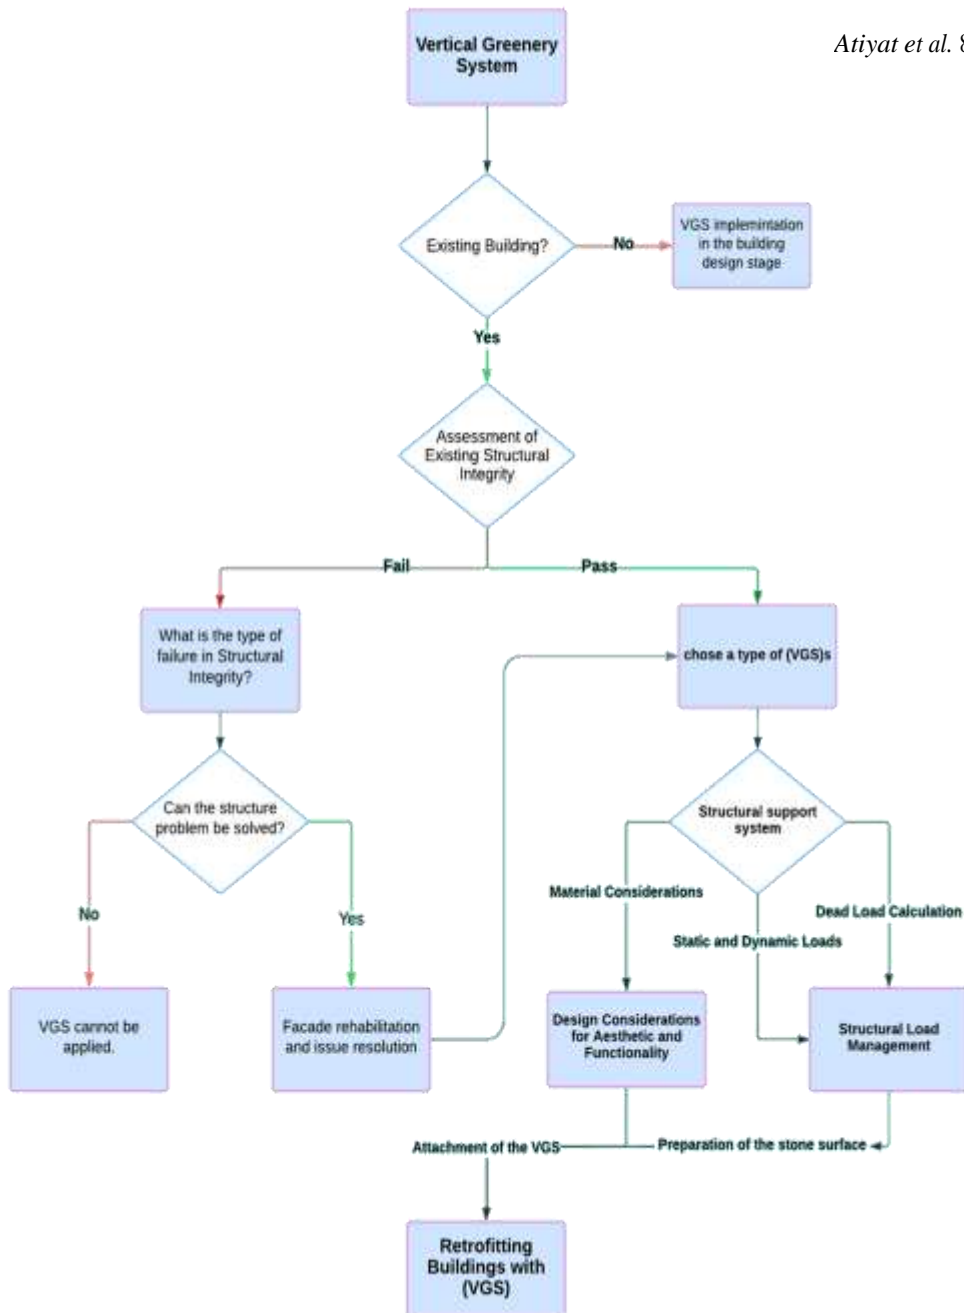 Atiyat et al. 8
Vertical Greenery
System
Existing Building?
No
VGS implemintation
in the building
design stage
Yes
Assessment of
Existing Structural
Integrity
Fail
Pass
What is the type of
failure in Structural
Integrity?
chose a type of (VGS)s
Can the structure
problem be solved?
Structural support
system
No
Yes
Material Considerations
Dead Load Calculation
Static and Dynamic Loads
VGS cannot be
applied.
Facade rehabilitation
and issue resolution
Design Considerations
for Aesthetic and
Functionality
Structural Load
Management
Attachment of the VGS
Preparation of the stone surface
Retrofitting
Buildings with
(VGS)